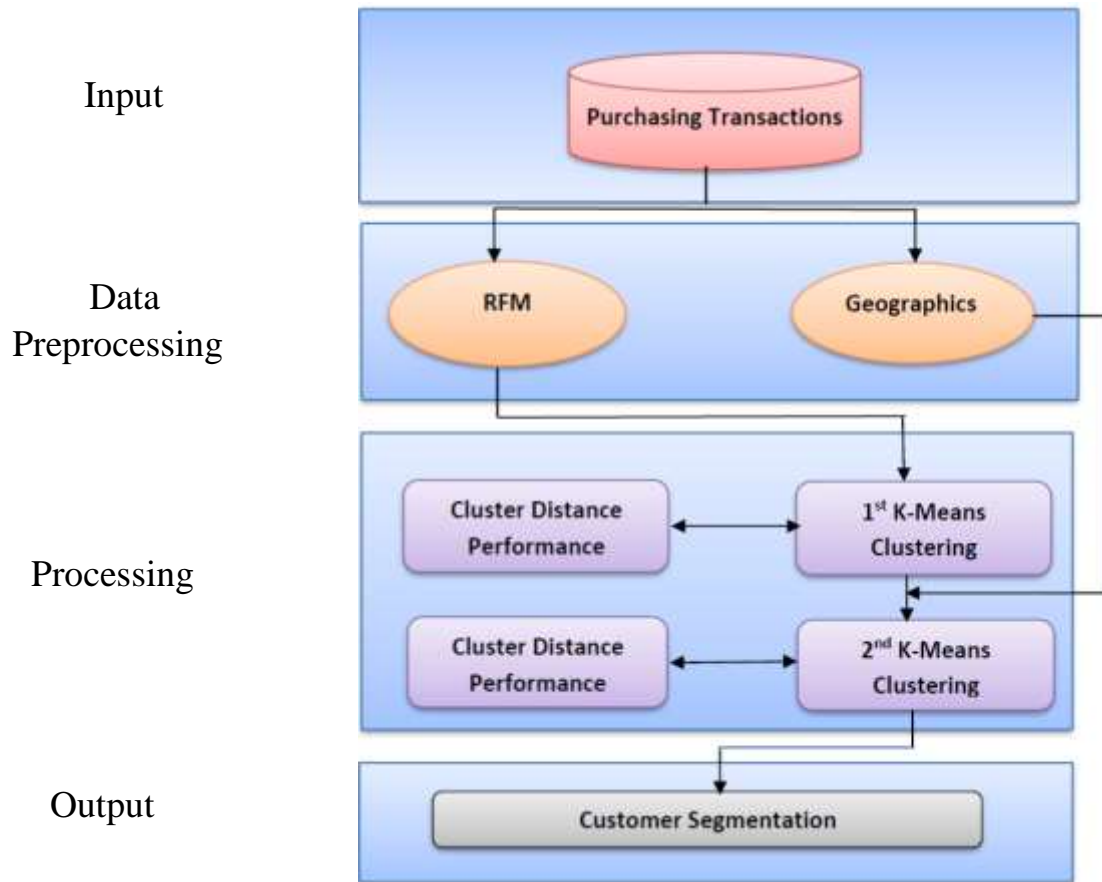 Input
Purchasing Transactions
Data
Preprocessing
RFM
Geographics
Processing
Cluster Distance
Performance
1st K-Means
Clustering
Cluster Distance
Performance
2nd K-Means
Clustering
Output
Customer Segmentation